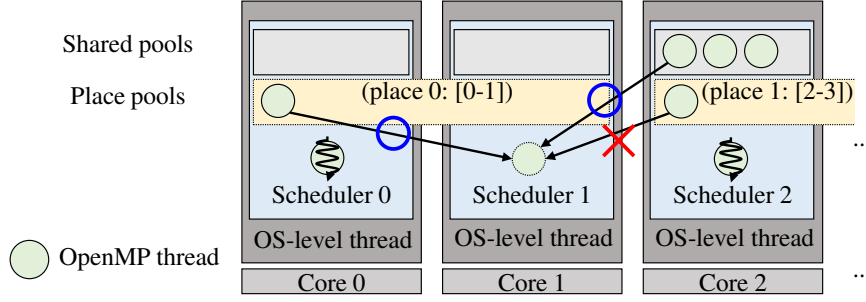 Shared pools
Place pools
(place 0: [0-1])
(place 1: [2-3])
Scheduler 0
Scheduler 1
Scheduler 2
..
OS-level thread
OS-level thread
OS-level thread
OpenMP thread
Core 0
Core 1
Core 2
..